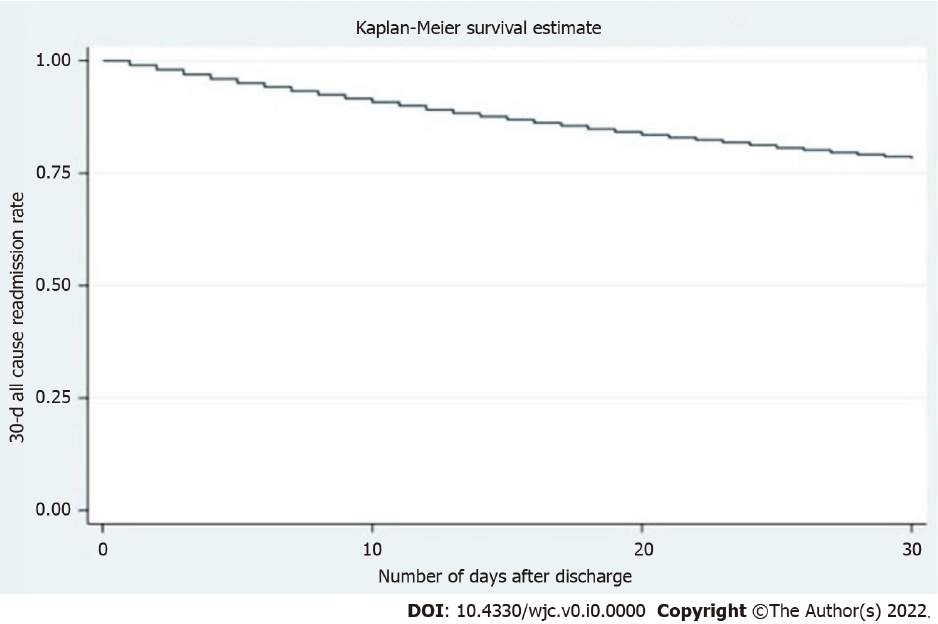 Kaplan-Meier survival estimate
1.00
0.75
0.50
0.25
0.00
30-d all cause readmission rate
0 10 20 30
Number of days after discharge
DOI: 10.4330/wjc.v0.i0.0000 Copyright ©The Author(s) 2022.